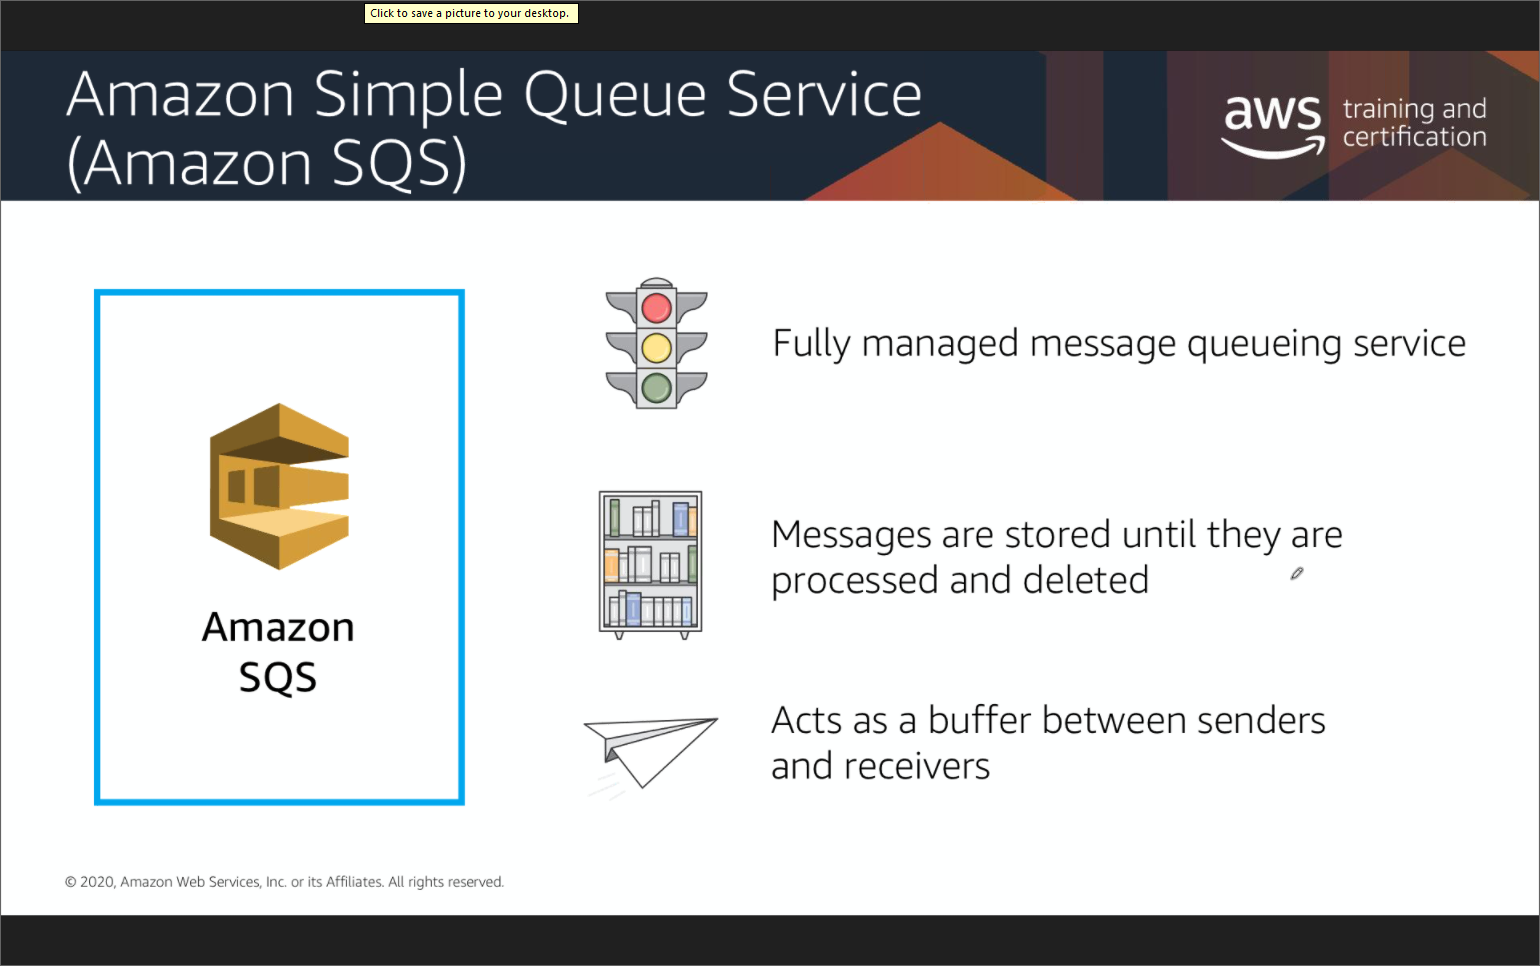 Click to save a picture to your desktop.
Amazon Simple Queue Service
(Amazon SQS)
aws training and
certification
Fully managed message queueing service
Messages are stored until they are
processed and deleted
Amazon
SQS
Acts as a buffer between senders
and receivers
© 2020, Amazon Web Services, Inc. or its Affiliates. All rights reserved.